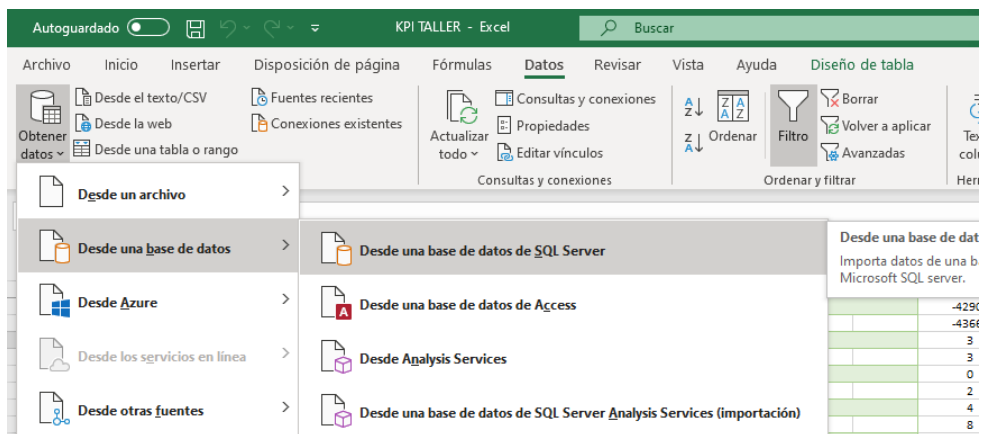 Autoguardado
KPI TALLER - Excel
Buscar
Archivo Inicio Insertar Disposición de página Fórmulas Datos Revisar Vista Ayuda Diseño de tabla
Obtener datos
Desde el texto/CSV
Desde la web
Desde una tabla o rango
Fuentes recientes
Conexiones existentes
Actualizar todo
Consultas y conexiones
Propiedades
Editar vínculos
Consultas y conexiones
Ordenar
Filtro
Borrar
Volver a aplicar
Avanzadas
Ordenar y filtrar
Desde un archivo
Desde una base de datos
Desde Azure
Desde los servicios en línea
Desde otras fuentes
Desde una base de datos de SQL Server
Desde una base de datos de Access
Desde Analysis Services
Desde una base de datos de SQL Server Analysis Services (importación)
Desde una base de dat
Importa datos de una b
Microsoft SQL server.
-4290
-4366
3
3
0
2
4
8